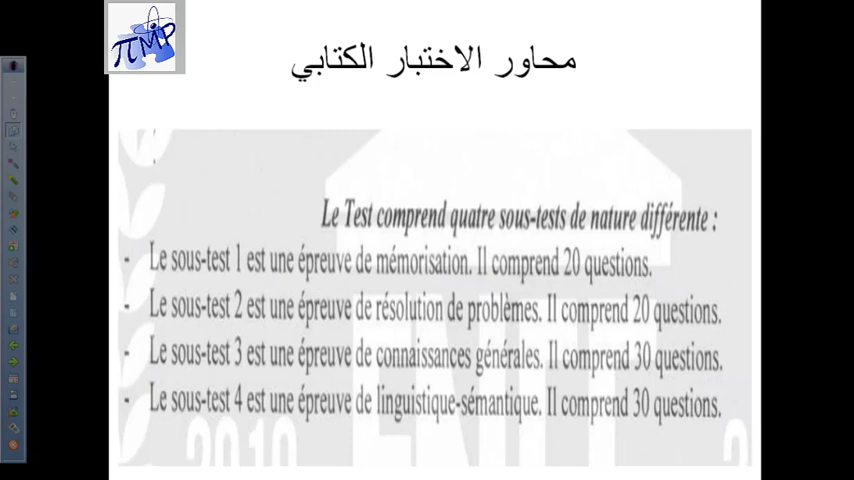 πMP
محاور الاختبار الكتابي
Le Test comprend quatre sous-tests de nature différente :
- Le sous-test 1 est une épreuve de mémorisation. Il comprend 20 questions.
- Le sous-test 2 est une épreuve de résolution de problèmes. Il comprend 20 questions.
- Le sous-test 3 est une épreuve de connaissances générales. Il comprend 30 questions.
- Le sous-test 4 est une épreuve de linguistique-sémantique. Il comprend 30 questions.